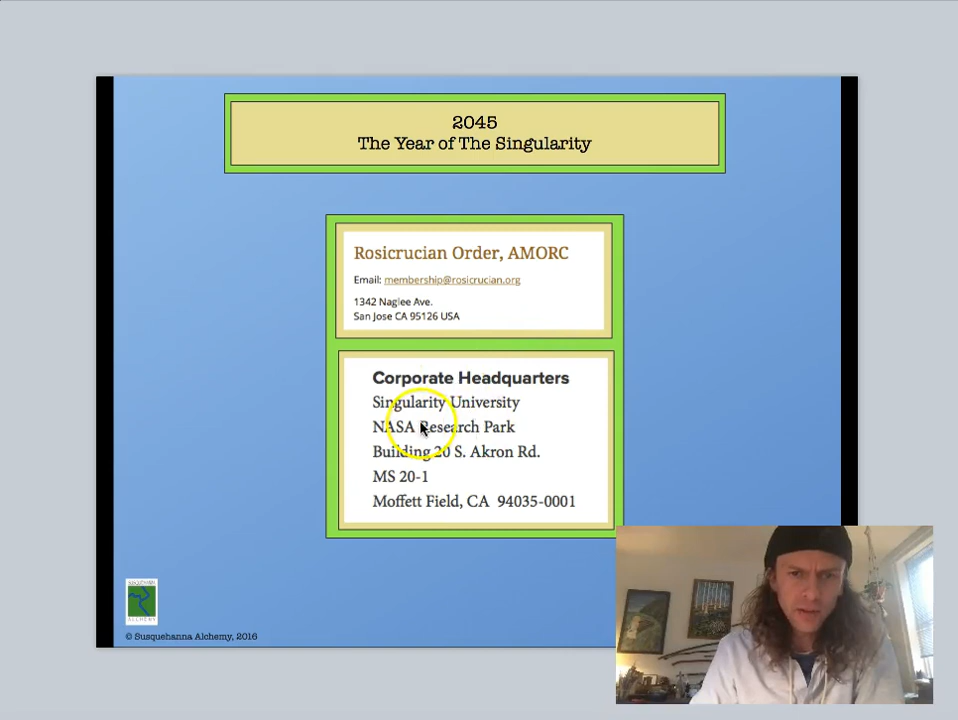 2045
The Year of The Singularity
Rosicrucian Order, AMORC
Email: membership@rosicrucian.org
1342 Naglee Ave.
San Jose CA 95126 USA
Corporate Headquarters
Singularity University
NASA Research Park
Building 20 S. Akron Rd.
MS 20-1
Moffett Field, CA 94035-0001
SUSQUEHANNA
ALCHEMY
© Susquehanna Alchemy, 2016